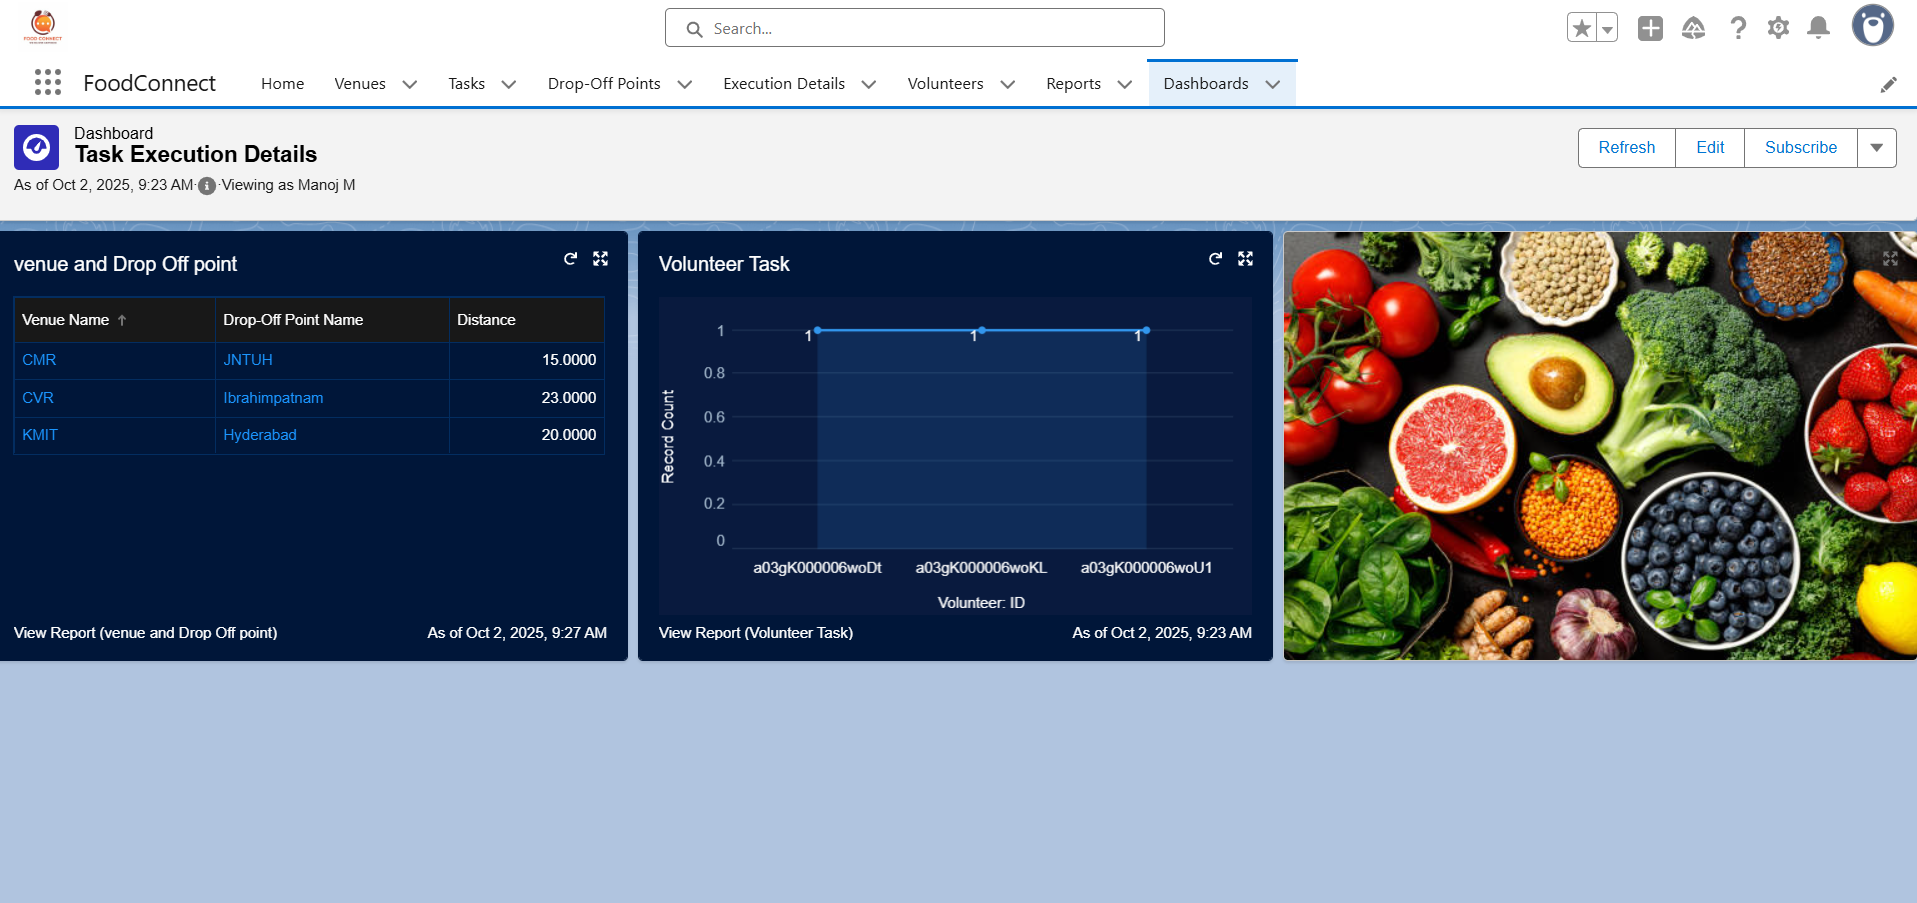 FOOD CONNECT
Search...
FoodConnect
Home
Venues
Tasks
Drop-Off Points
Execution Details
Volunteers
Reports
Dashboards
Dashboard
Task Execution Details
As of Oct 2, 2025, 9:23 AM·Viewing as Manoj M
Refresh
Edit
Subscribe
venue and Drop Off point
Venue Name ↑ Drop-Off Point Name Distance
CMR JNTUH 15.0000
CVR Ibrahimpatnam 23.0000
KMIT Hyderabad 20.0000
View Report (venue and Drop Off point) As of Oct 2, 2025, 9:27 AM
Volunteer Task
Record Count
1
0.8
0.6
0.4
0.2
0
1 1 1
a03gK000006woDt a03gK000006woKL a03gK000006woU1
Volunteer: ID
View Report (Volunteer Task) As of Oct 2, 2025, 9:23 AM